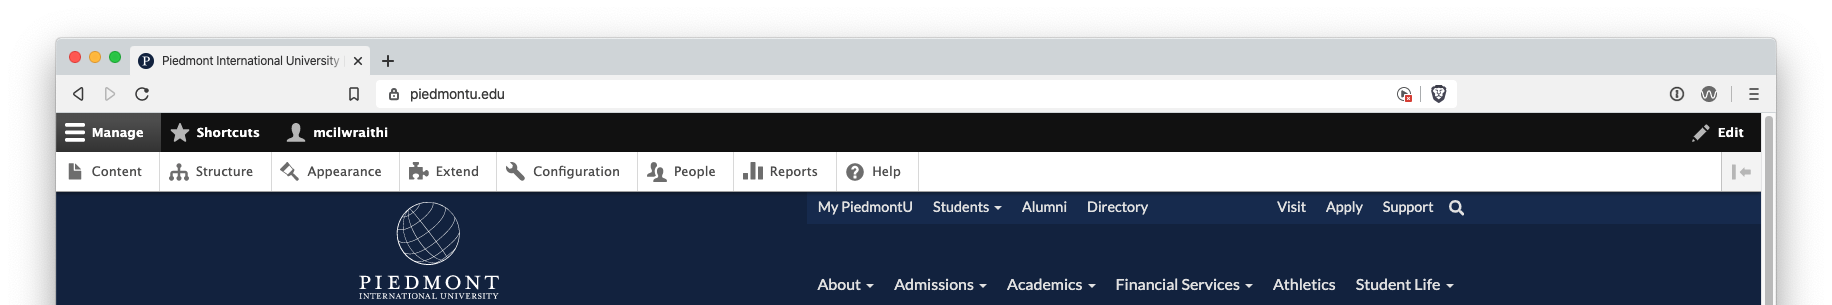 Piedmont International University
piedmontu.edu
Manage Shortcuts mcilwraithi Edit
Content Structure Appearance Extend Configuration People Reports Help
My PiedmontU Students Alumni Directory Visit Apply Support
PIEDMONT
INTERNATIONAL UNIVERSITY
About Admissions Academics Financial Services Athletics Student Life